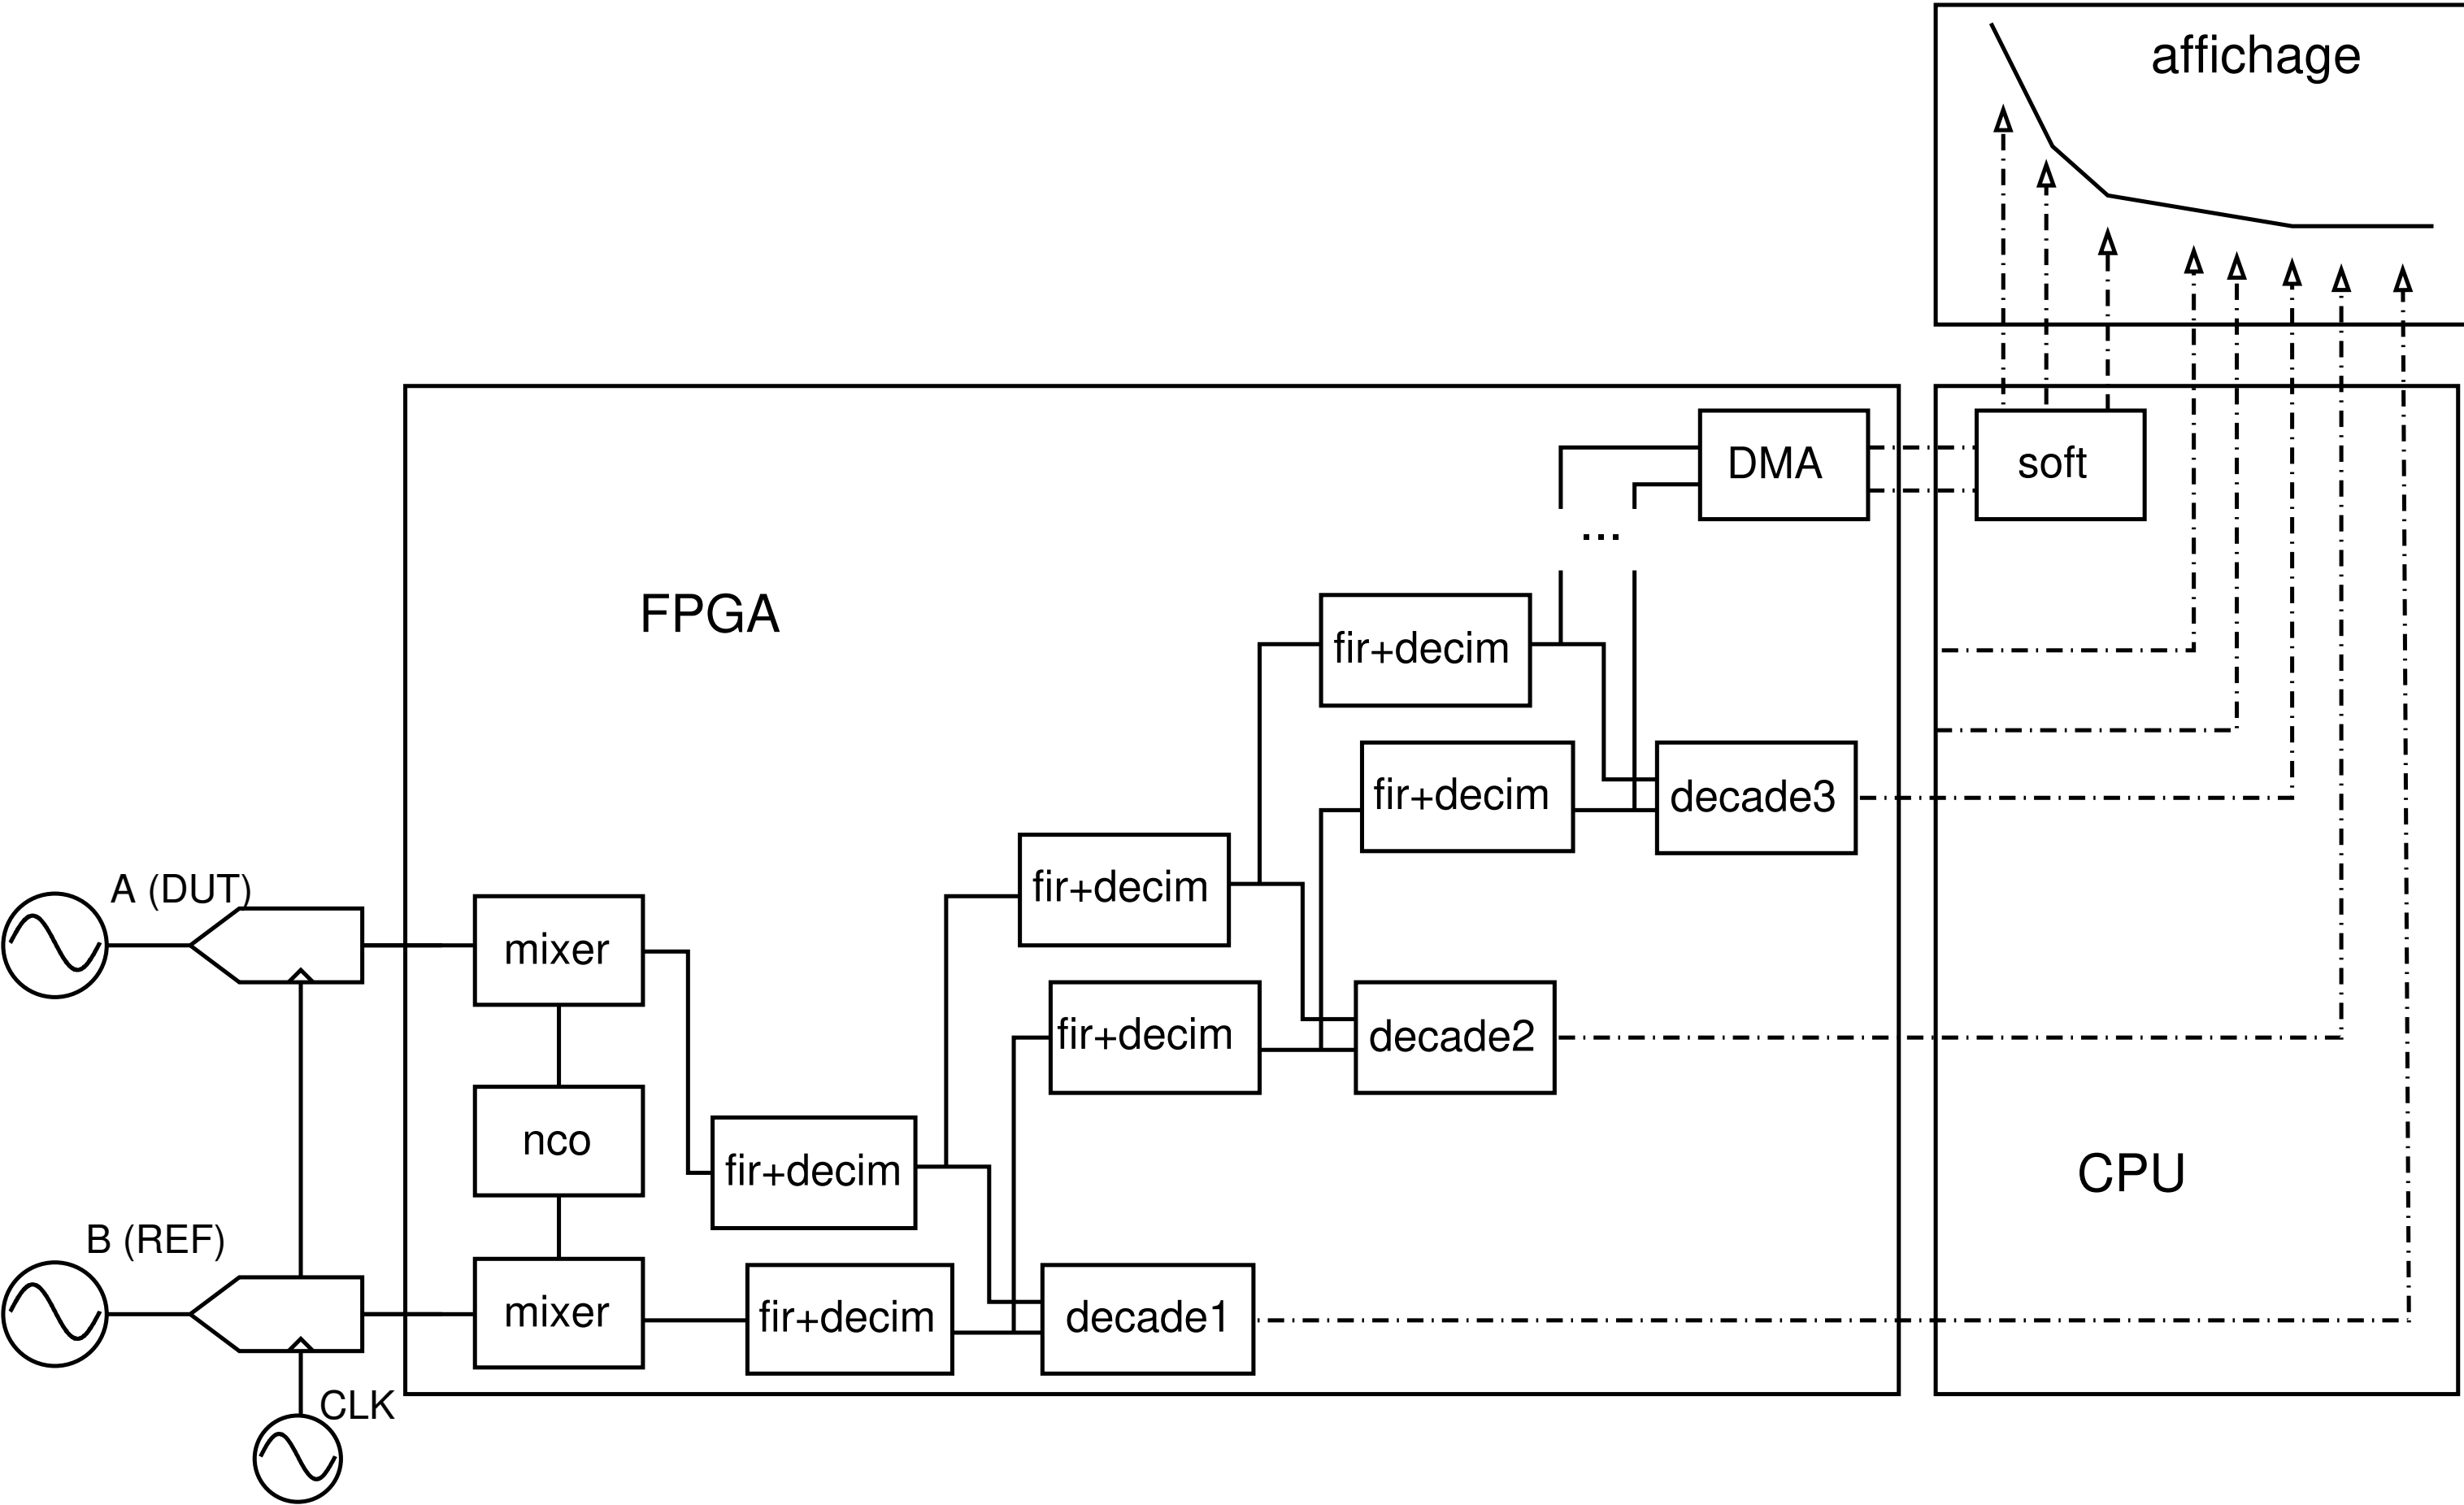 affichage
DMA
soft
...
FPGA
fir+decim
fir+decim
decade3
A (DUT)
fir+decim
mixer
fir+decim
decade2
nco
fir+decim
CPU
B (REF)
mixer
fir+decim
decade1
CLK